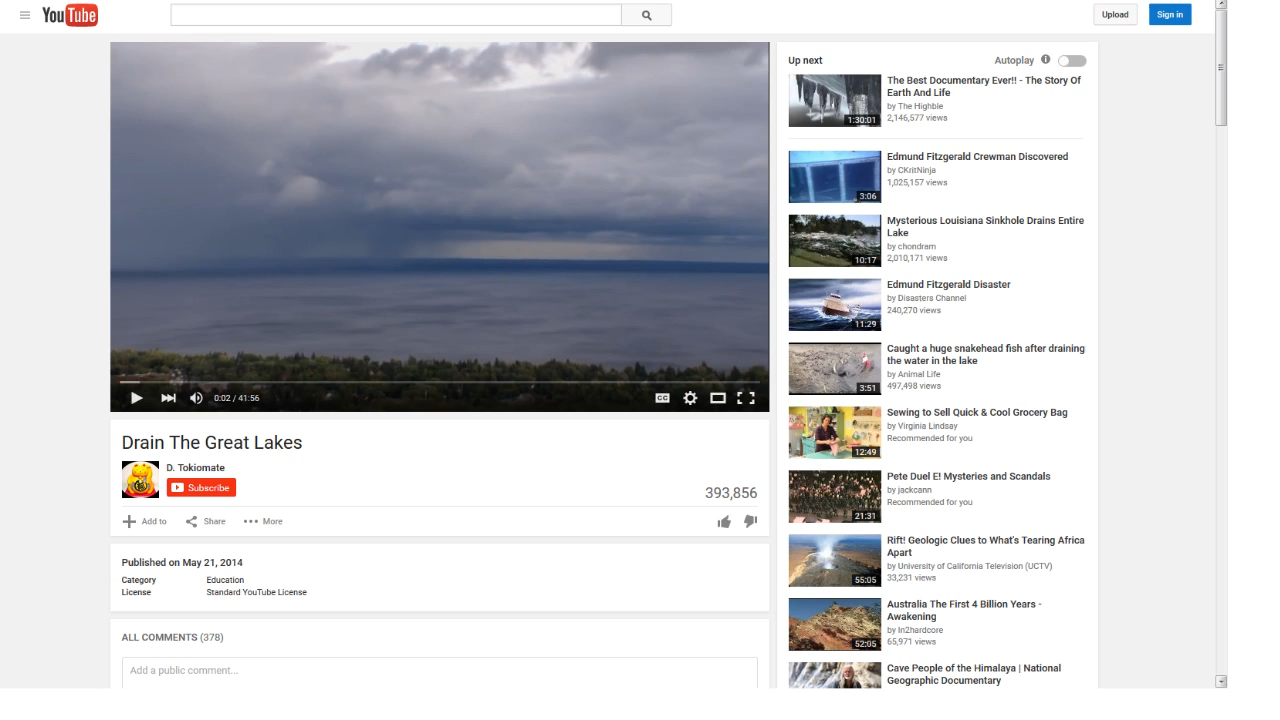 YouTube
Upload
Sign in
0:02 / 41:56
CC
Drain The Great Lakes
D. Tokiomate
Subscribe
393,856
Add to
Share
More
Published on May 21, 2014
Category Education
License Standard YouTube License
ALL COMMENTS (378)
Add a public comment...
Up next
Autoplay
The Best Documentary Ever!! - The Story Of
Earth And Life
by The Highble
2,146,577 views
1:30:01
Edmund Fitzgerald Crewman Discovered
by CKritNinja
1,025,157 views
3:06
Mysterious Louisiana Sinkhole Drains Entire
Lake
by chondram
2,010,171 views
10:17
Edmund Fitzgerald Disaster
by Disasters Channel
240,270 views
11:29
Caught a huge snakehead fish after draining
the water in the lake
by Animal Life
497,498 views
3:51
Sewing to Sell Quick & Cool Grocery Bag
by Virginia Lindsay
Recommended for you
12:49
Pete Duel E! Mysteries and Scandals
by jackcann
Recommended for you
21:31
Rift! Geologic Clues to What's Tearing Africa
Apart
by University of California Television (UCTV)
33,231 views
55:05
Australia The First 4 Billion Years -
Awakening
by In2hardcore
65,971 views
52:05
Cave People of the Himalaya | National
Geographic Documentary